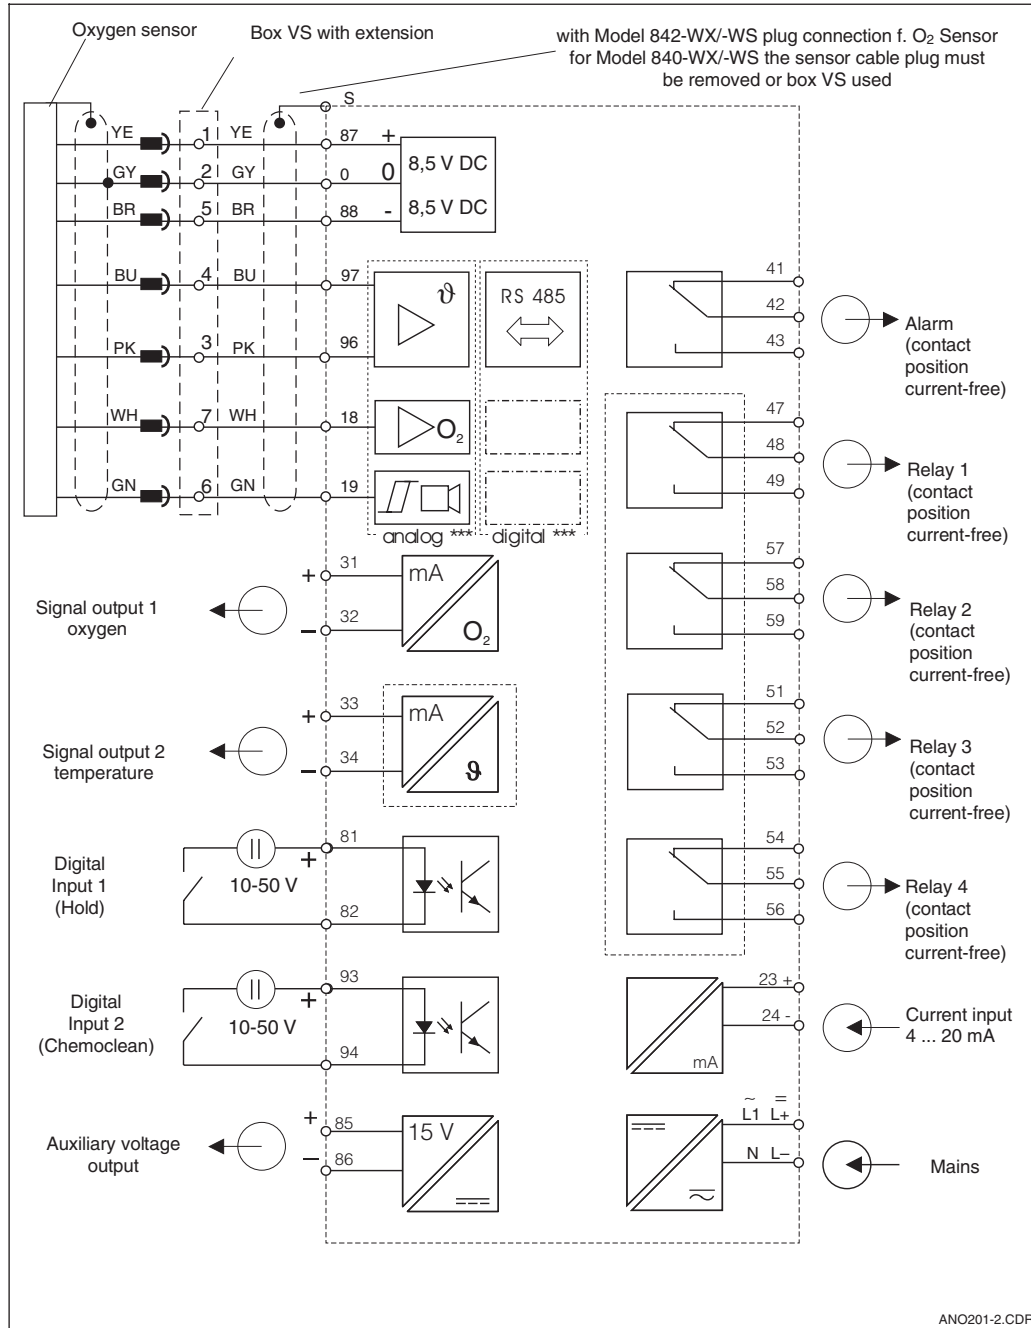 Oxygen sensor
Box VS with extension
with Model 842-WX/-WS plug connection f. O2 Sensor
for Model 840-WX/-WS the sensor cable plug must
be removed or box VS used
S
YE 1 YE 87 +
8,5 V DC
GY 2 GY 0 0
BR 5 BR 88 -
8,5 V DC
BU 4 BU 97
ϑ
RS 485
PK 3 PK 96
WH 7 WH 18
O2
GN 6 GN 19
analog ***
digital ***
41
42
43
Alarm
(contact
position
current-free)
47
48
49
Relay 1
(contact
position
current-free)
57
58
59
Relay 2
(contact
position
current-free)
51
52
53
Relay 3
(contact
position
current-free)
54
55
56
Relay 4
(contact
position
current-free)
Signal output 1
oxygen
+ 31
– 32
mA
O2
Signal output 2
temperature
+ 33
– 34
mA
ϑ
Digital
Input 1
(Hold)
10-50 V
+
81
82
Digital
Input 2
(Chemoclean)
10-50 V
+
93
94
23 +
24 -
mA
Current input
4 ... 20 mA
Auxiliary voltage
output
+ 85
– 86
15 V
~ =
L1 L+
N L–
Mains
ANO201-2.CDR